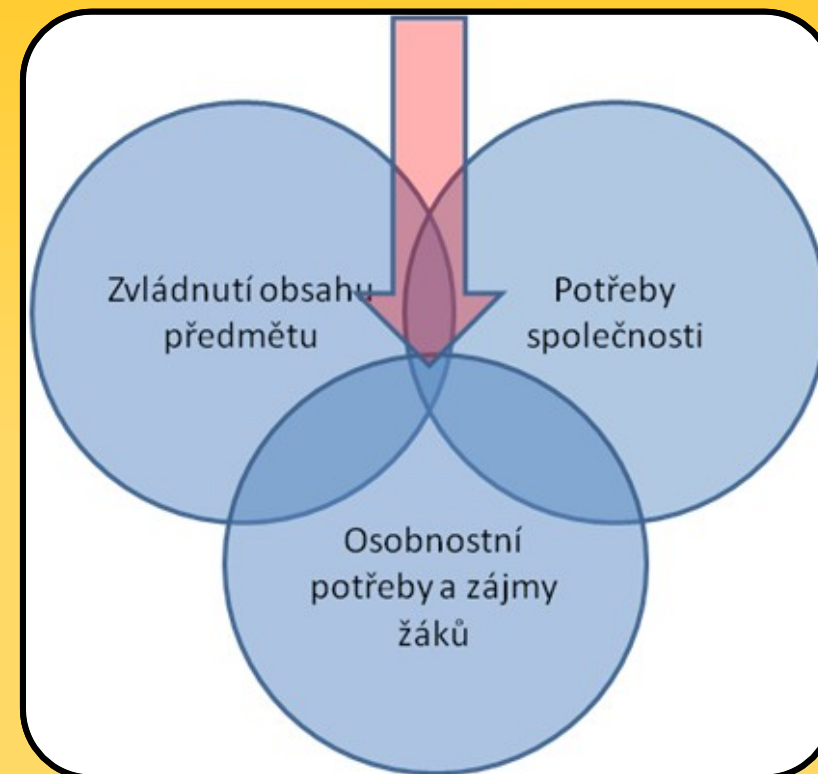 Zvládnutí obsahu
předmětu
Potřeby
společnosti
Osobnostní
potřeby a zájmy
žáků